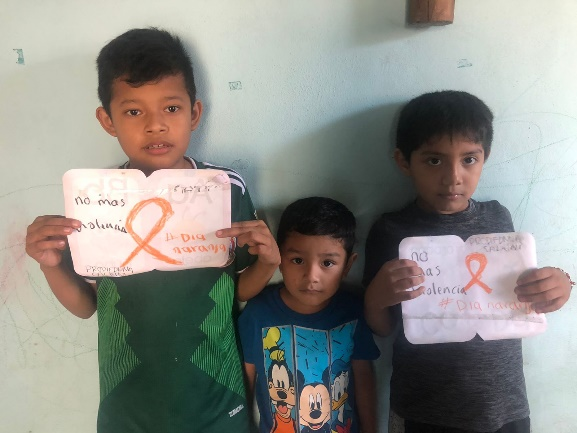 no mas
violencia
# Dia
naranja
no
mas
violencia
# Dia naranja